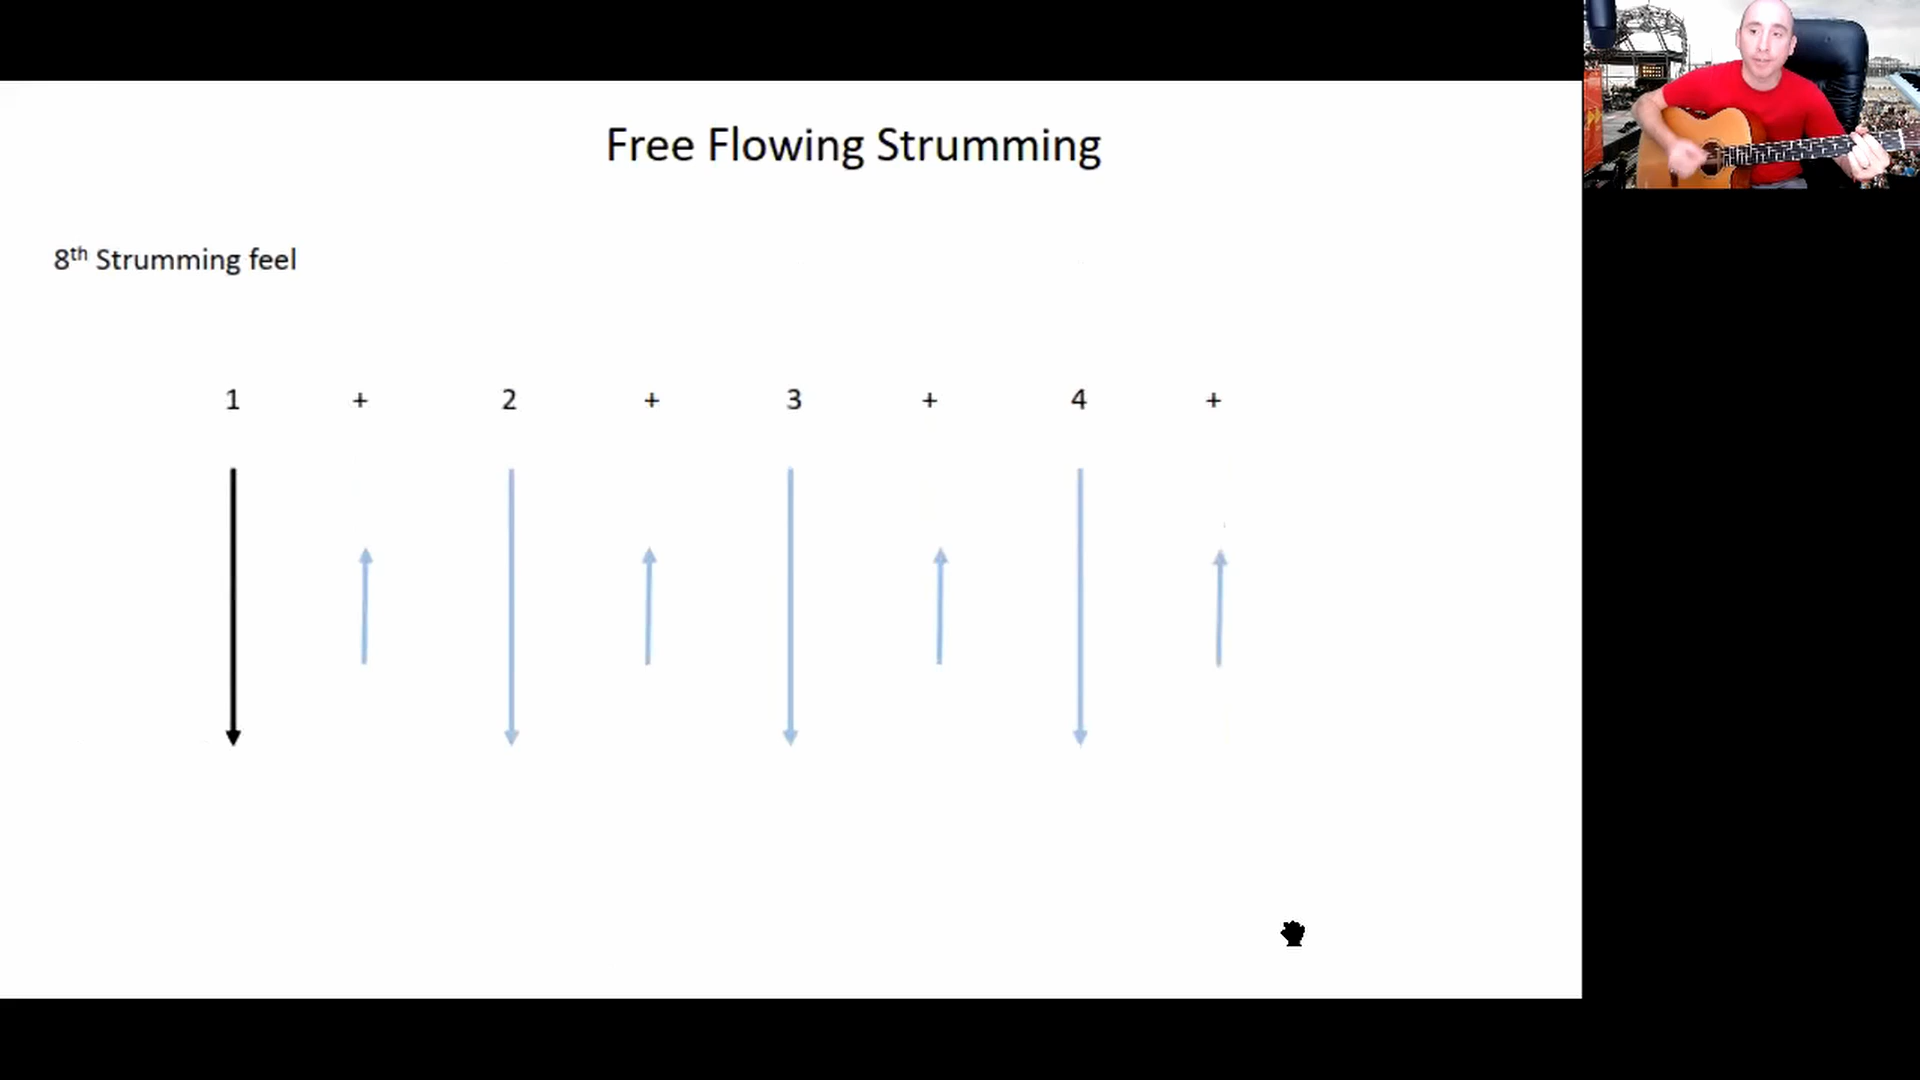 Free Flowing Strumming
8th Strumming feel
1 + 2 + 3 + 4 +